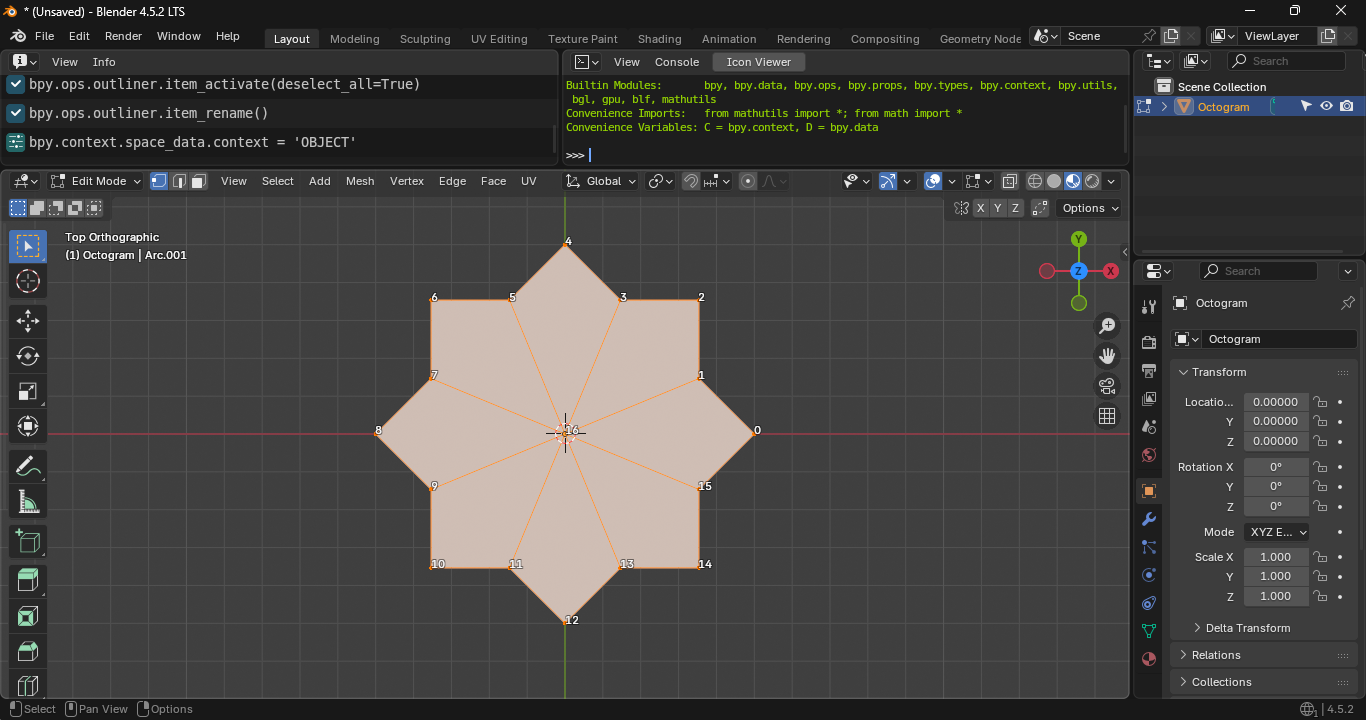 * (Unsaved) - Blender 4.5.2 LTS
File Edit Render Window Help
Layout Modeling Sculpting UV Editing Texture Paint Shading Animation Rendering Compositing Geometry Node
Scene
ViewLayer
View Info
bpy.ops.outliner.item_activate(deselect_all=True)
bpy.ops.outliner.item_rename()
bpy.context.space_data.context = 'OBJECT'
View Console Icon Viewer
Builtin Modules: bpy, bpy.data, bpy.ops, bpy.props, bpy.types, bpy.context, bpy.utils,
bgl, gpu, blf, mathutils
Convenience Imports: from mathutils import *; from math import *
Convenience Variables: C = bpy.context, D = bpy.data
>>>
Search
Scene Collection
Octogram
Edit Mode View Select Add Mesh Vertex Edge Face UV Global
X Y Z Options
Top Orthographic
(1) Octogram | Arc.001
4
6 5 3 2
7 1
8 16 0
9 15
10 11 13 14
12
Y
Z X
Search
Octogram
Octogram
Transform
Locatio... 0.00000
Y 0.00000
Z 0.00000
Rotation X 0°
Y 0°
Z 0°
Mode XYZ E...
Scale X 1.000
Y 1.000
Z 1.000
Delta Transform
Relations
Collections
Select Pan View Options
1 | 4.5.2